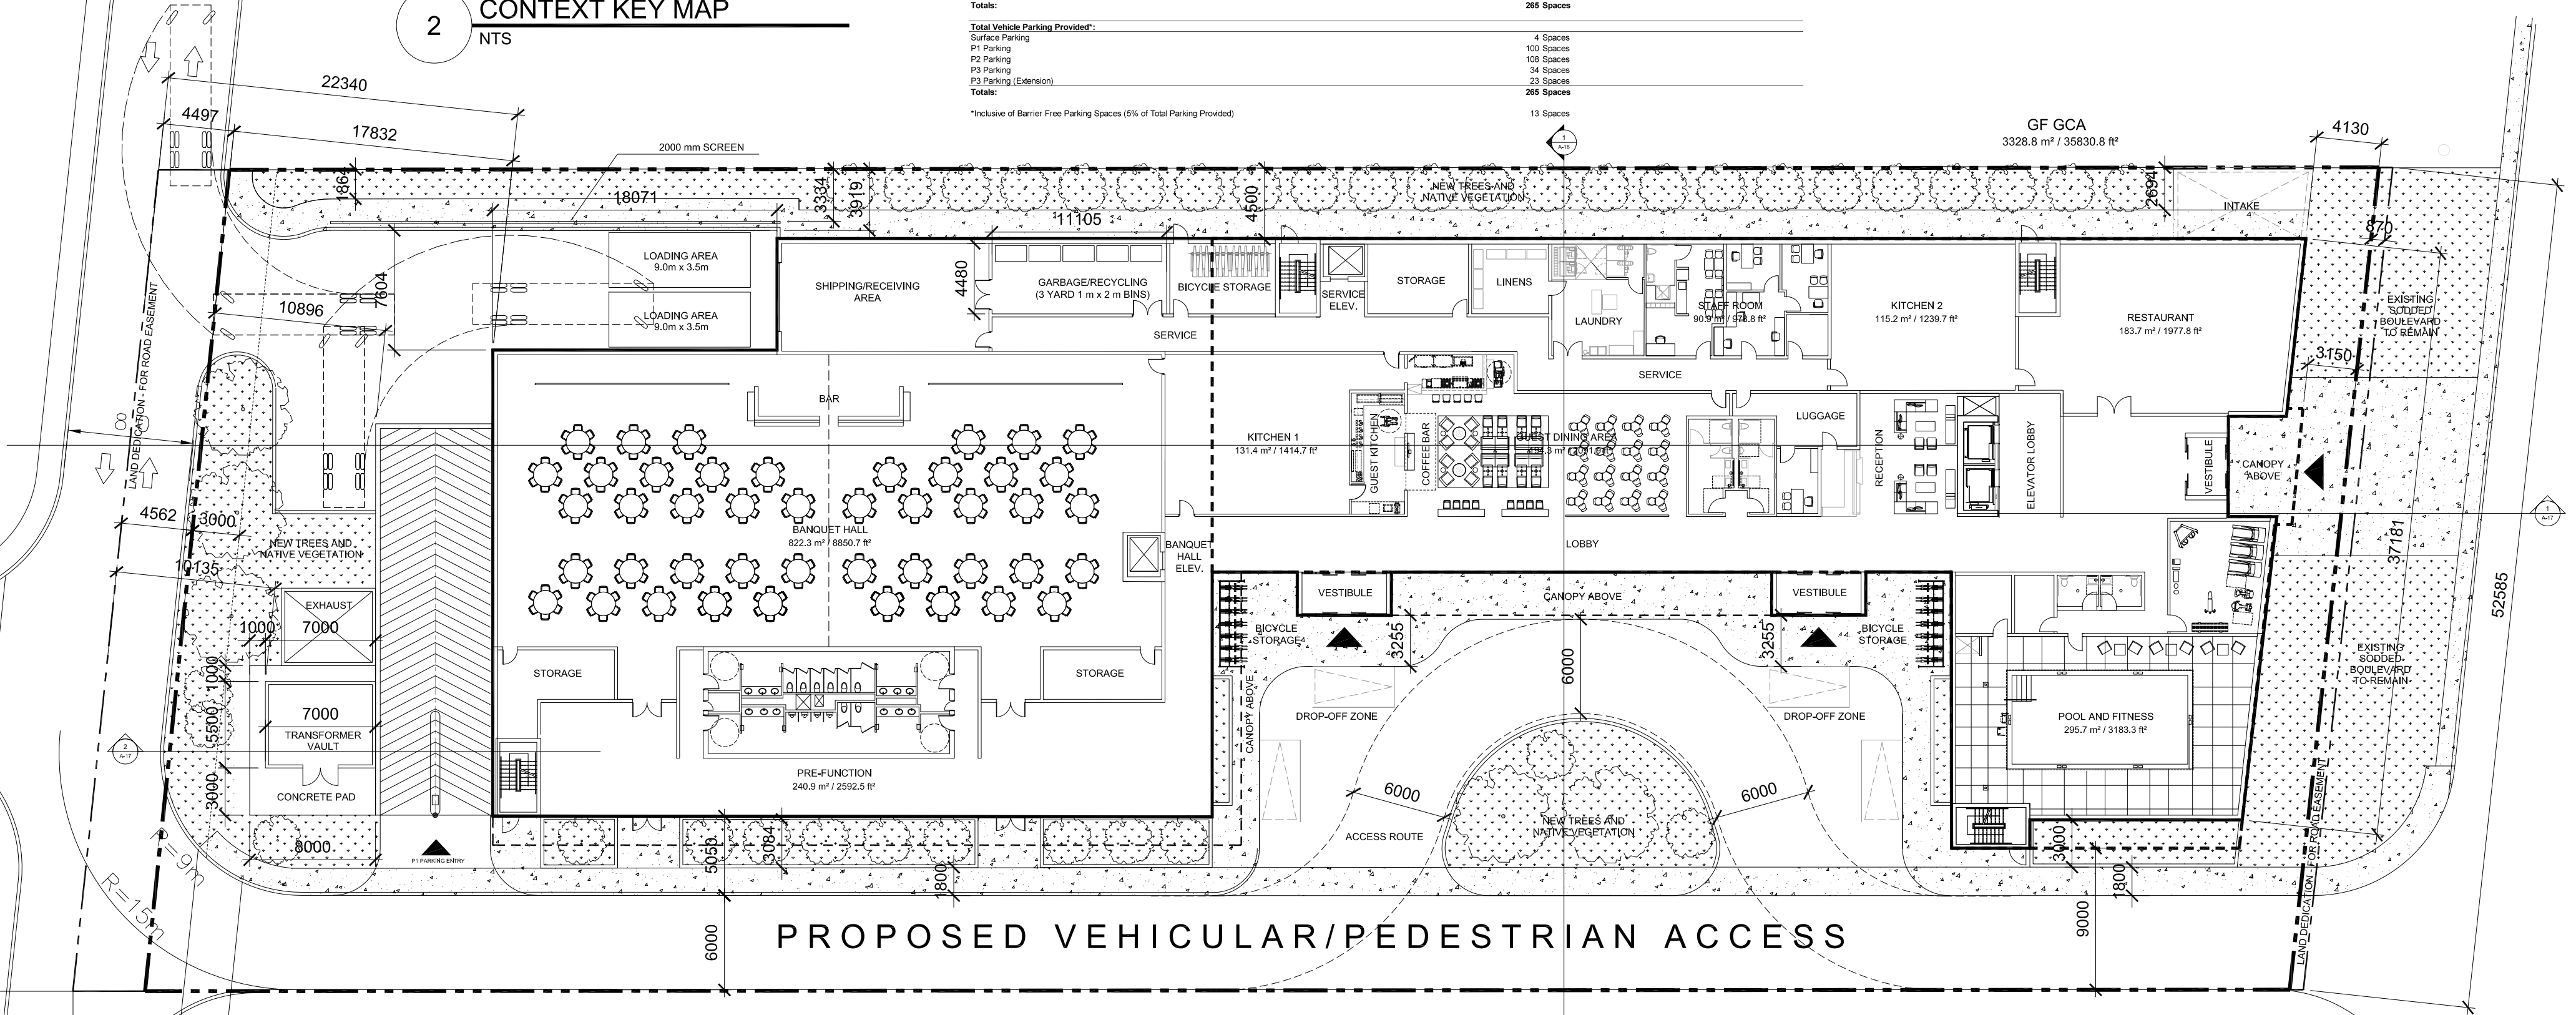 2
CONTEXT KEY MAP
NTS
Totals: 265 Spaces
Total Vehicle Parking Provided*:
Surface Parking 4 Spaces
P1 Parking 100 Spaces
P2 Parking 108 Spaces
P3 Parking 34 Spaces
P3 Parking (Extension) 23 Spaces
Totals: 265 Spaces
*Inclusive of Barrier Free Parking Spaces (5% of Total Parking Provided) 13 Spaces
22340
4497
17832
2000 mm SCREEN
1
A-18
GF GCA
3328.8 m² / 35830.8 ft²
4130
1864
18071
3334
3919
11105
4500
NEW TREES AND
NATIVE VEGETATION
2694
INTAKE
870
LOADING AREA
9.0m x 3.5m
LOADING AREA
9.0m x 3.5m
7604
10896
SHIPPING/RECEIVING
AREA
4480
GARBAGE/RECYCLING
(3 YARD 1 m x 2 m BINS)
BICYCLE STORAGE
SERVICE
ELEV.
STORAGE
LINENS
LAUNDRY
STAFF ROOM
KITCHEN 2
115.2 m² / 1239.7 ft²
RESTAURANT
183.7 m² / 1977.8 ft²
EXISTING
SODDED
BOULEVARD
TO REMAIN
3150
SERVICE
SERVICE
LAND DEDICATION - FOR ROAD EASEMENT
8
BAR
KITCHEN 1
131.4 m² / 1414.7 ft²
GUEST KITCHEN
COFFEE BAR
GUEST DINING AREA
LUGGAGE
RECEPTION
ELEVATOR LOBBY
VESTIBULE
CANOPY
ABOVE
1
A-17
4562
3000
NEW TREES AND
NATIVE VEGETATION
10135
BANQUET HALL
822.3 m² / 8850.7 ft²
BANQUET
HALL
ELEV.
LOBBY
37181
52585
EXHAUST
1000
7000
VESTIBULE
CANOPY ABOVE
VESTIBULE
BICYCLE
STORAGE
3255
6000
3255
BICYCLE
STORAGE
1000
STORAGE
STORAGE
EXISTING
SODDED
BOULEVARD
TO REMAIN
5500
7000
TRANSFORMER
VAULT
CANOPY ABOVE
DROP-OFF ZONE
DROP-OFF ZONE
POOL AND FITNESS
295.7 m² / 3183.3 ft²
2
A-17
PRE-FUNCTION
240.9 m² / 2592.5 ft²
3000
CONCRETE PAD
6000
6000
NEW TREES AND
NATIVE VEGETATION
ACCESS ROUTE
8000
P1 PARKING ENTRY
5053
3084
1800
3000
1800
R=9m
R=15m
6000
PROPOSED VEHICULAR/PEDESTRIAN ACCESS
9000
LAND DEDICATION - FOR ROAD EASEMENT